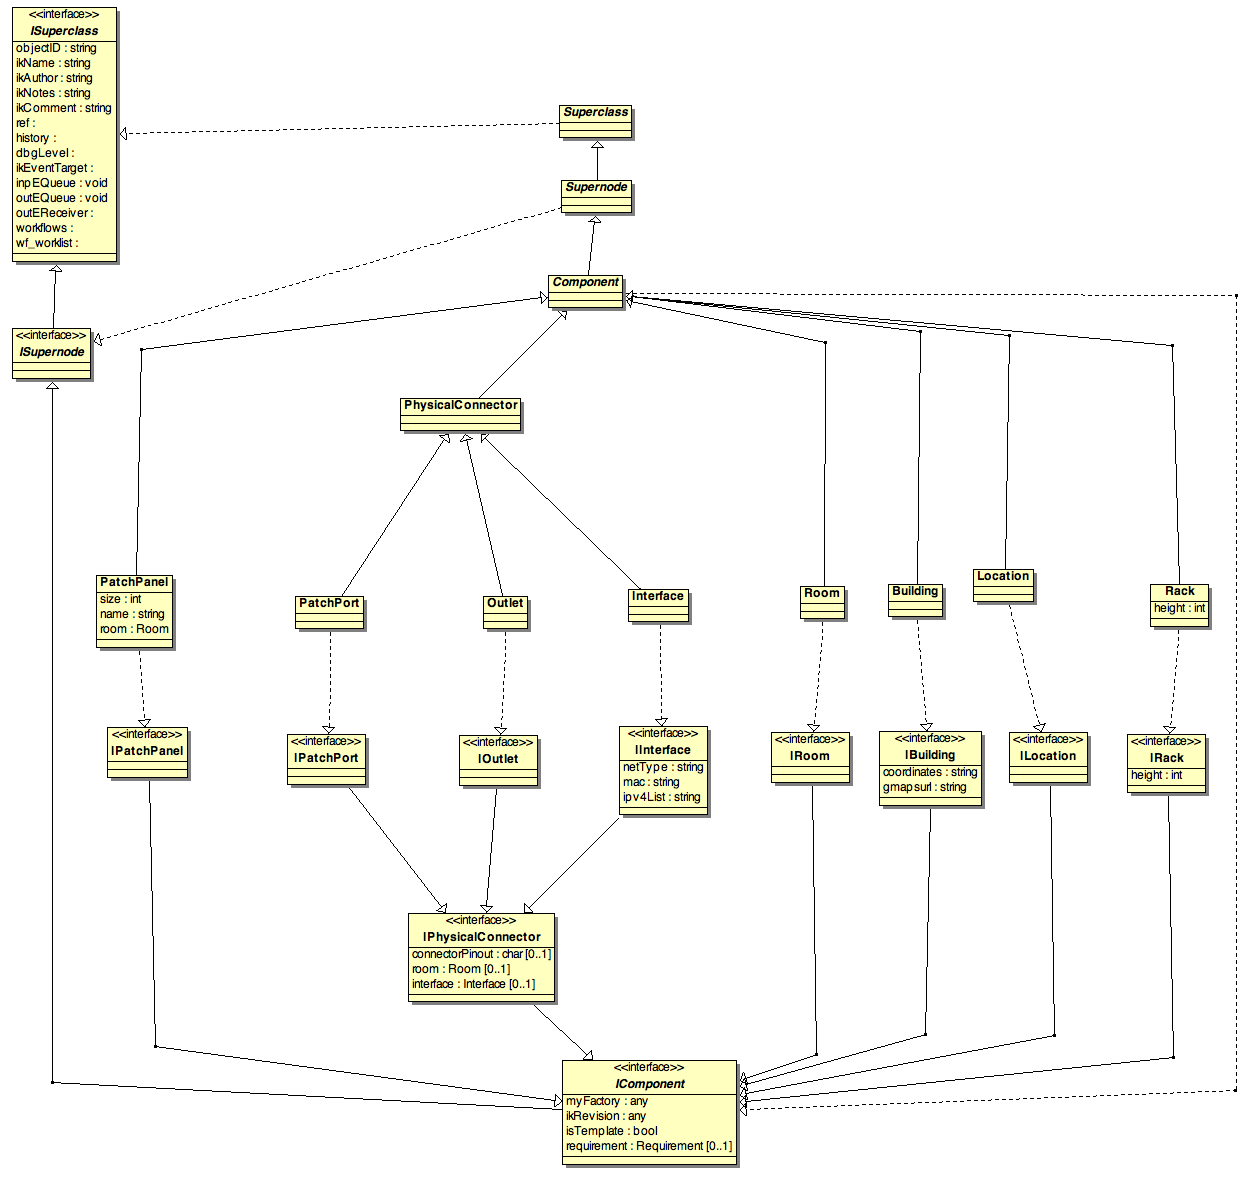 <<interface>>
ISuperclass
objectID : string
ikName : string
ikAuthor : string
ikNotes : string
ikComment : string
ref :
history :
dbgLevel :
ikEventTarget :
inpEQueue : void
outEQueue : void
outEReceiver :
workflows :
wf_worklist :
Superclass
Supernode
Component
<<interface>>
ISupernode
PhysicalConnector
PatchPanel
size : int
name : string
room : Room
PatchPort
Outlet
Interface
Room
Building
Location
Rack
height : int
<<interface>>
IPatchPanel
<<interface>>
IPatchPort
<<interface>>
IOutlet
<<interface>>
IInterface
netType : string
mac : string
ipv4List : string
<<interface>>
IRoom
<<interface>>
IBuilding
coordinates : string
gmapsurl : string
<<interface>>
ILocation
<<interface>>
IRack
height : int
<<interface>>
IPhysicalConnector
connectorPinout : char [0..1]
room : Room [0..1]
interface : Interface [0..1]
<<interface>>
IComponent
myFactory : any
ikRevision : any
isTemplate : bool
requirement : Requirement [0..1]